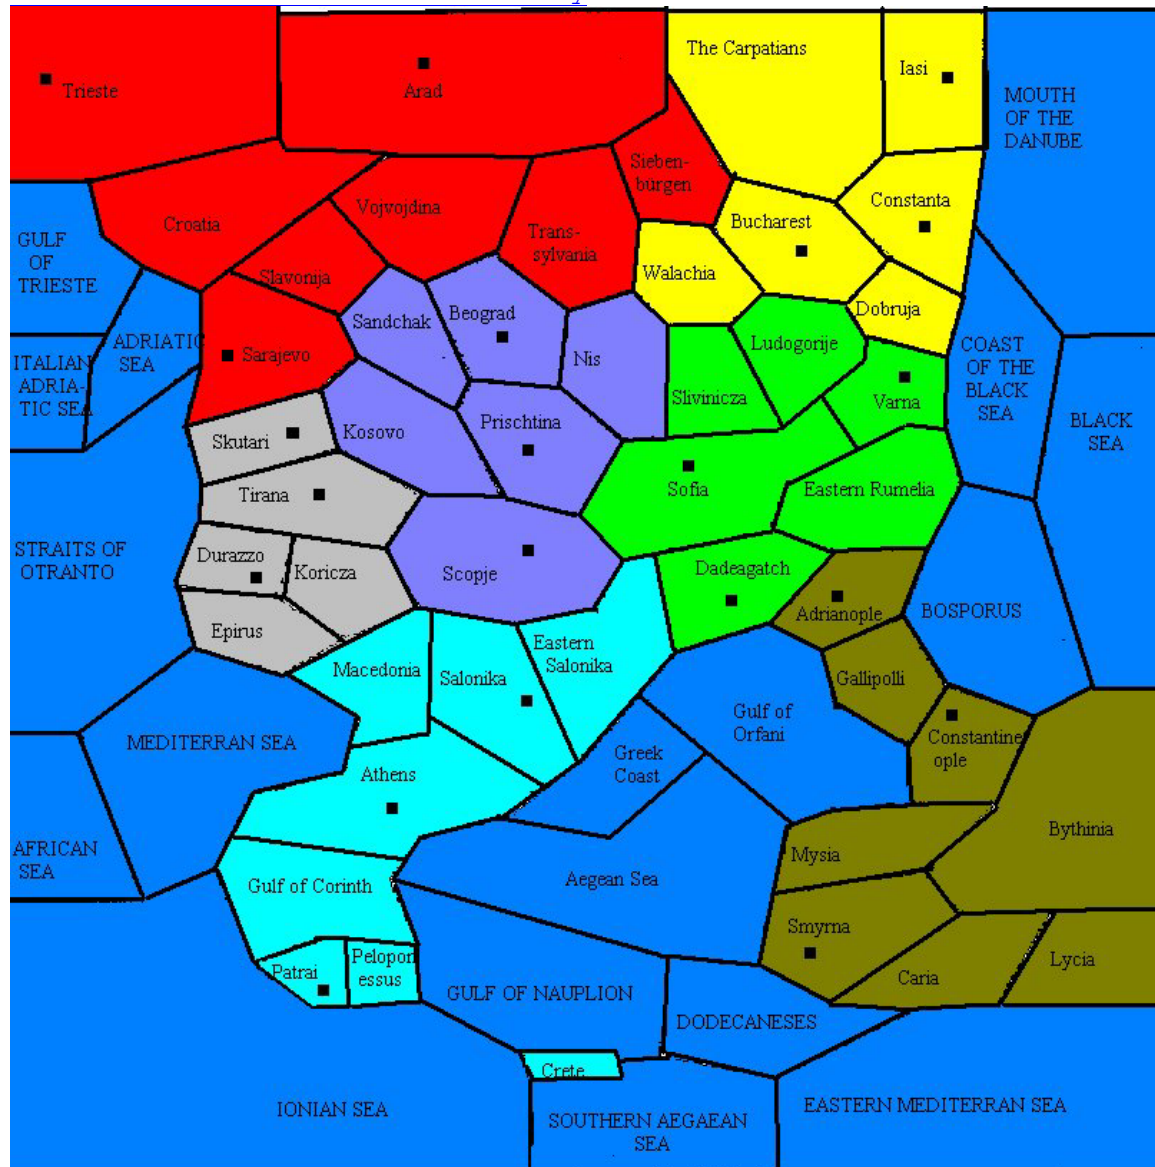 The Carpatians
Iasi
Trieste
Arad
MOUTH
OF THE
DANUBE
Sieben-
bürgen
Constanta
Vojvojdina
Croatia
Bucharest
Trans-
sylvania
GULF
OF
TRIESTE
Slavonija
Walachia
Beograd
Sandchak
Dobruja
ADRIATIC
SEA
Ludogorije
COAST
OF THE
BLACK
SEA
Sarajevo
Nis
ITALIAN
ADRIA-
TIC SEA
Slivinicza
Varna
BLACK
SEA
Skutari
Kosovo
Prischtina
Tirana
Sofia
Eastern Rumelia
STRAITS OF
OTRANTO
Durazzo
Koricza
Scopje
Dadeagatch
Adrianople
BOSPORUS
Epirus
Eastern
Salonika
Macedonia
Salonika
Gallipolli
Gulf of
Orfani
MEDITERRAN SEA
Constantine
ople
Greek
Coast
Athens
Bythinia
AFRICAN
SEA
Mysia
Gulf of Corinth
Aegean Sea
Smyrna
Pelopon
essus
Patrai
Caria
Lycia
GULF OF NAUPLION
DODECANESES
Crete
IONIAN SEA
EASTERN MEDITERRAN SEA
SOUTHERN AEGAEAN
SEA